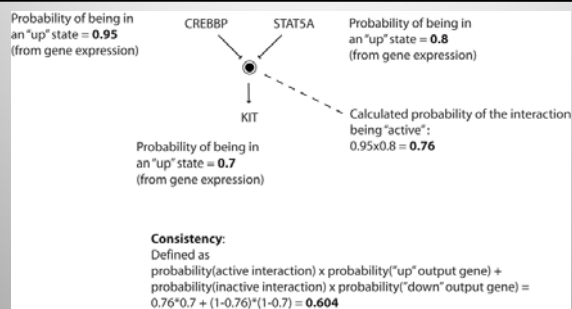 Probability of being in
an "up" state = 0.95
(from gene expression)
CREBBP
STAT5A
Probability of being in
an "up" state = 0.8
(from gene expression)
KIT
Calculated probability of the interaction
being "active":
0.95x0.8 = 0.76
Probability of being in
an "up" state = 0.7
(from gene expression)
Consistency:
Defined as
probability(active interaction) x probability("up" output gene) +
probability(inactive interaction) x probability("down" output gene) =
0.76*0.7 + (1-0.76)*(1-0.7) = 0.604